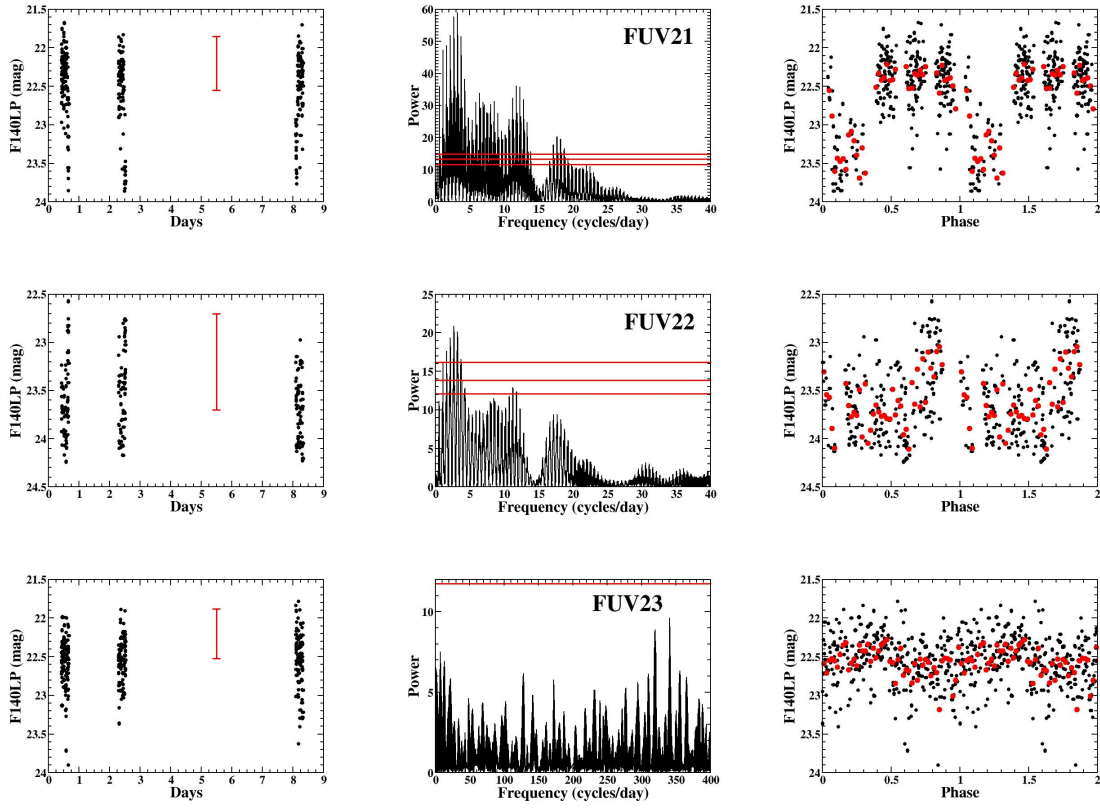 F140LP (mag)
21.5
22
22.5
23
23.5
24
0 1 2 3 4 5 6 7 8 9
Days
Power
60
50
40
30
20
10
0
FUV21
0 5 10 15 20 25 30 35 40
Frequency (cycles/day)
F140LP (mag)
21.5
22
22.5
23
23.5
24
0 0.5 1 1.5 2
Phase
F140LP (mag)
22.5
23
23.5
24
24.5
0 1 2 3 4 5 6 7 8 9
Days
Power
25
20
15
10
5
0
FUV22
0 5 10 15 20 25 30 35 40
Frequency (cycles/day)
F140LP (mag)
22.5
23
23.5
24
24.5
0 0.5 1 1.5 2
Phase
F140LP (mag)
21.5
22
22.5
23
23.5
24
0 1 2 3 4 5 6 7 8 9
Days
Power
10
5
0
FUV23
0 50 100 150 200 250 300 350 400
Frequency (cycles/day)
F140LP (mag)
21.5
22
22.5
23
23.5
24
0 0.5 1 1.5 2
Phase